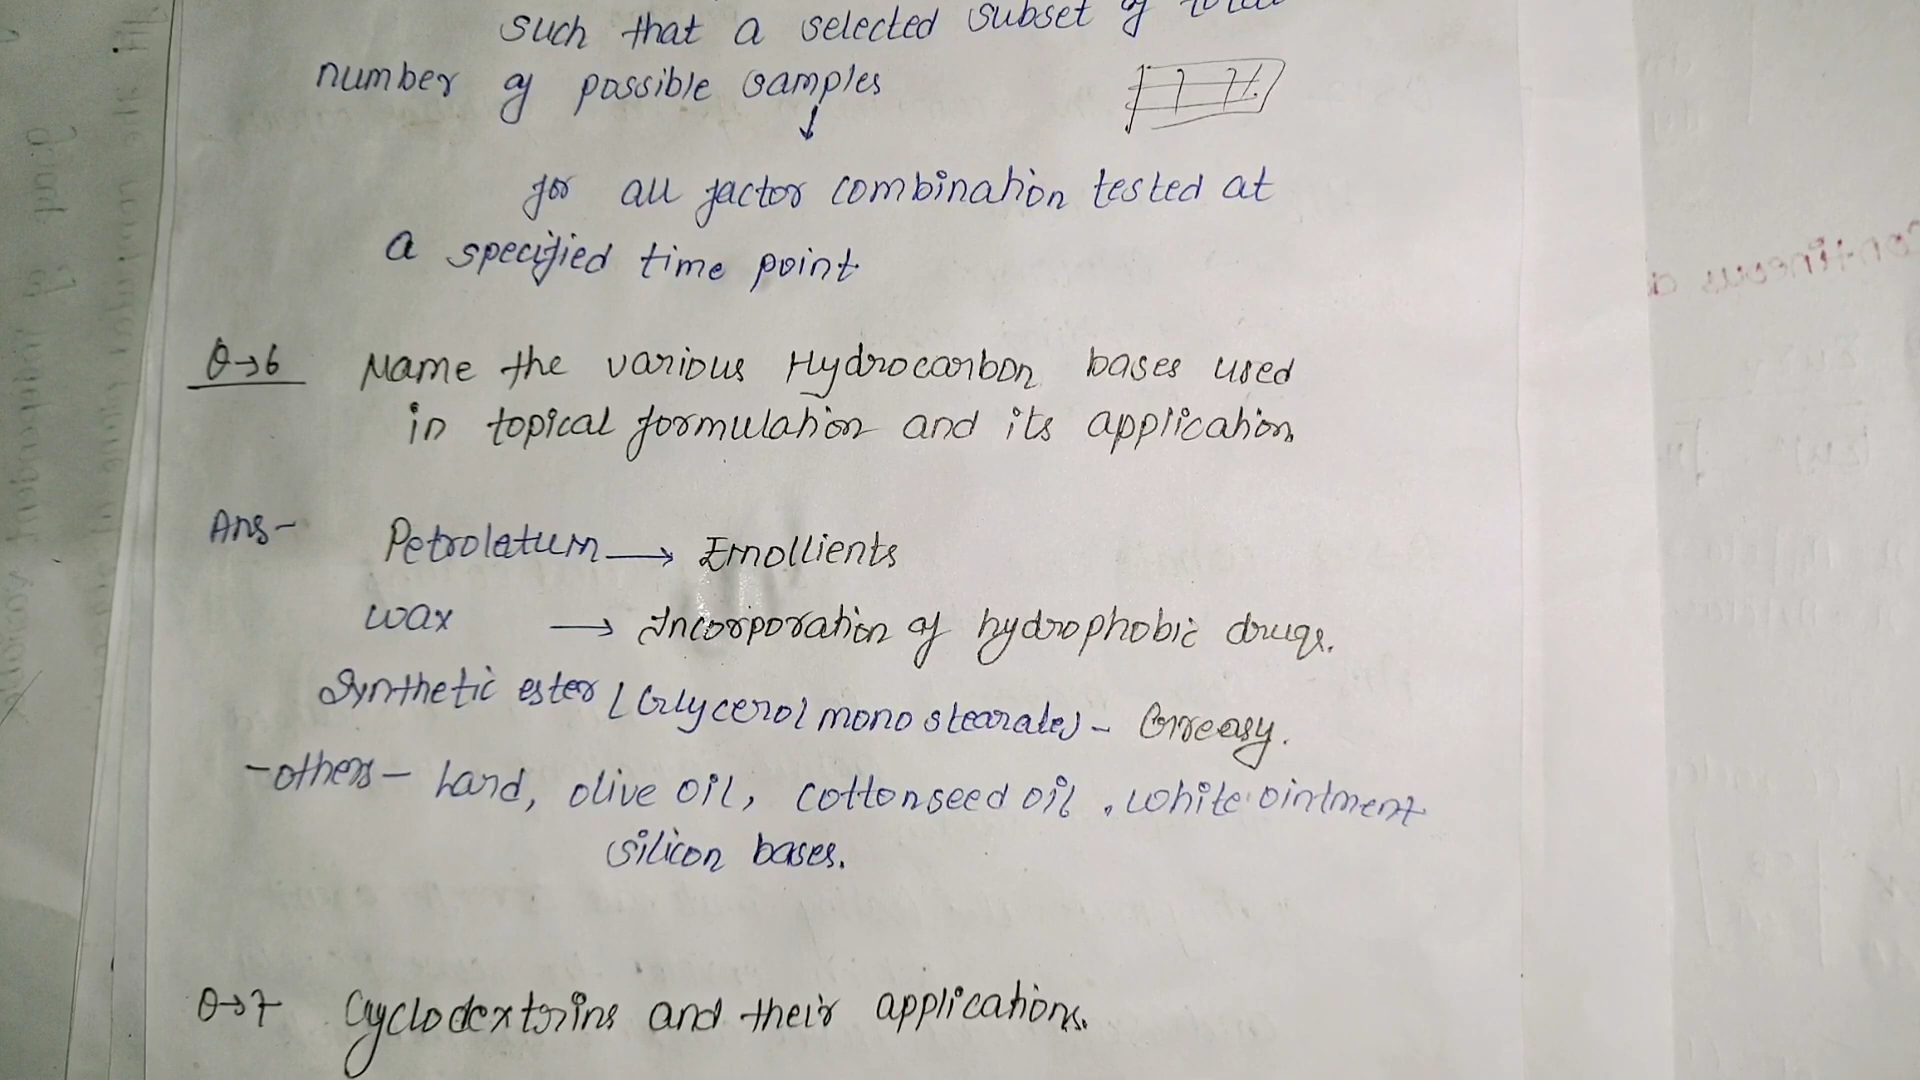 such that a selected subset of total
number of possible samples
↓
for all factor combination tested at
a specified time point
Q→6 Name the various Hydrocarbon bases used
in topical formulation and its application
Ans- Petrolatum → Emollients
wax → Incorporation of hydrophobic drugs.
Synthetic ester (Glycerol mono stearate) - Greasy.
- others - Lard, olive oil, cottonseed oil, white ointment
silicon bases.
Q→7 Cyclodextrins and their applications.